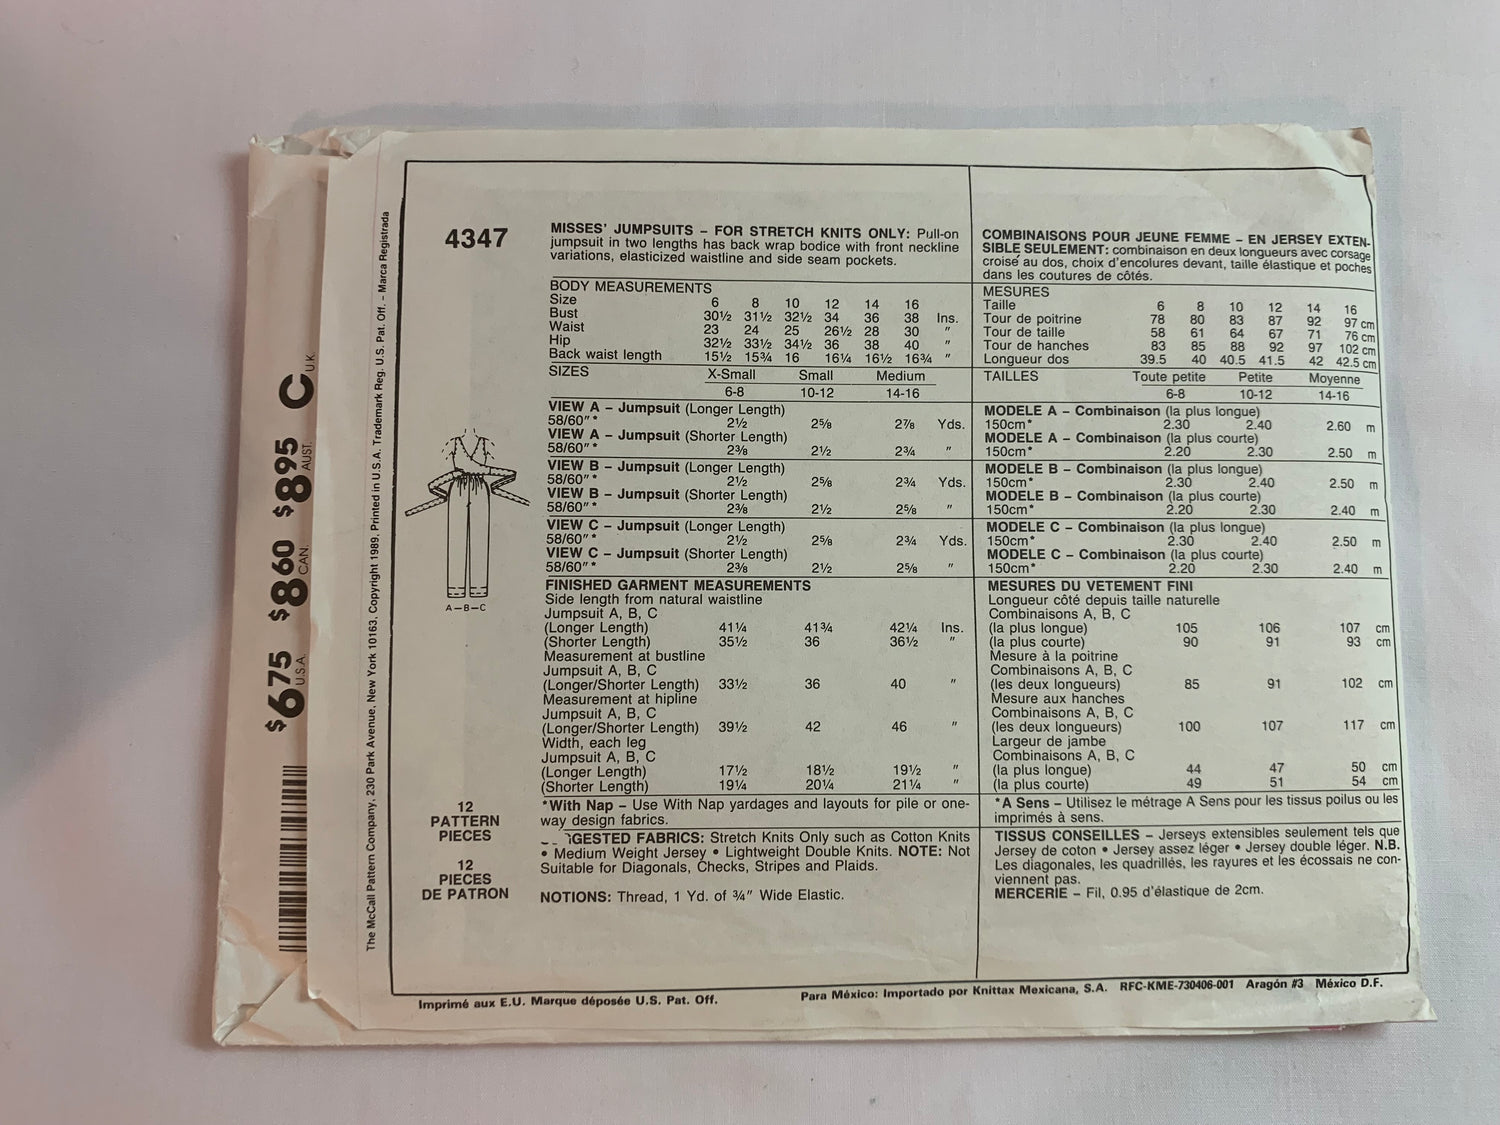 4347
MISSES' JUMPSUITS – FOR STRETCH KNITS ONLY: Pull-on
jumpsuit in two lengths has back wrap bodice with front neckline
variations, elasticized waistline and side seam pockets.
BODY MEASUREMENTS
Size 6 8 10 12 14 16
Bust 30½ 31½ 32½ 34 36 38 Ins.
Waist 23 24 25 26½ 28 30 "
Hip 32½ 33½ 34½ 36 38 40 "
Back waist length 15½ 15¾ 16 16¼ 16½ 16¾ "
SIZES X-Small Small Medium
6-8 10-12 14-16
VIEW A – Jumpsuit (Longer Length)
58/60"* 2½ 2⅝ 2⅞ Yds.
VIEW A – Jumpsuit (Shorter Length)
58/60"* 2⅜ 2½ 2¾ "
VIEW B – Jumpsuit (Longer Length)
58/60"* 2½ 2⅝ 2¾ Yds.
VIEW B – Jumpsuit (Shorter Length)
58/60"* 2⅜ 2½ 2⅝ "
VIEW C – Jumpsuit (Longer Length)
58/60"* 2½ 2⅝ 2¾ Yds.
VIEW C – Jumpsuit (Shorter Length)
58/60"* 2⅜ 2½ 2⅝ "
FINISHED GARMENT MEASUREMENTS
Side length from natural waistline
Jumpsuit A, B, C
(Longer Length) 41¼ 41¾ 42¼ Ins.
(Shorter Length) 35½ 36 36½ "
Measurement at bustline
Jumpsuit A, B, C
(Longer/Shorter Length) 33½ 36 40 "
Measurement at hipline
Jumpsuit A, B, C
(Longer/Shorter Length) 39½ 42 46 "
Width, each leg
Jumpsuit A, B, C
(Longer Length) 17½ 18½ 19½ "
(Shorter Length) 19¼ 20¼ 21¼ "
*With Nap – Use With Nap yardages and layouts for pile or one-
way design fabrics.
GESTED FABRICS: Stretch Knits Only such as Cotton Knits
• Medium Weight Jersey • Lightweight Double Knits. NOTE: Not
Suitable for Diagonals, Checks, Stripes and Plaids.
NOTIONS: Thread, 1 Yd. of ¾" Wide Elastic.
COMBINAISONS POUR JEUNE FEMME – EN JERSEY EXTEN-
SIBLE SEULEMENT: combinaison en deux longueurs avec corsage
croisé au dos, choix d'encolures devant, taille élastique et poches
dans les coutures de côtés.
MESURES
Taille 6 8 10 12 14 16
Tour de poitrine 78 80 83 87 92 97 cm
Tour de taille 58 61 64 67 71 76 cm
Tour de hanches 83 85 88 92 97 102 cm
Longueur dos 39.5 40 40.5 41.5 42 42.5 cm
TAILLES Toute petite Petite Moyenne
6-8 10-12 14-16
MODELE A – Combinaison (la plus longue)
150cm* 2.30 2.40 2.60 m
MODELE A – Combinaison (la plus courte)
150cm* 2.20 2.30 2.50 m
MODELE B – Combinaison (la plus longue)
150cm* 2.30 2.40 2.50 m
MODELE B – Combinaison (la plus courte)
150cm* 2.20 2.30 2.40 m
MODELE C – Combinaison (la plus longue)
150cm* 2.30 2.40 2.50 m
MODELE C – Combinaison (la plus courte)
150cm* 2.20 2.30 2.40 m
MESURES DU VETEMENT FINI
Longueur côté depuis taille naturelle
Combinaisons A, B, C
(la plus longue) 105 106 107 cm
(la plus courte) 90 91 93 cm
Mesure à la poitrine
Combinaisons A, B, C
(les deux longueurs) 85 91 102 cm
Mesure aux hanches
Combinaisons A, B, C
(les deux longueurs) 100 107 117 cm
Largeur de jambe
Combinaisons A, B, C
(la plus longue) 44 47 50 cm
(la plus courte) 49 51 54 cm
*A Sens – Utilisez le métrage A Sens pour les tissus poilus ou les
imprimés à sens.
TISSUS CONSEILLES – Jerseys extensibles seulement tels que
Jersey de coton • Jersey assez léger • Jersey double léger. N.B.
Les diagonales, les quadrillés, les rayures et les écossais ne con-
viennent pas.
MERCERIE – Fil, 0.95 d'élastique de 2cm.
A–B–C
12
PATTERN
PIECES
12
PIECES
DE PATRON
Imprimé aux E.U. Marque déposée U.S. Pat. Off.
Para México: Importado por Knittax Mexicana, S.A. RFC-KME-730406-001 Aragón #3 México D.F.
The McCall Pattern Company, 230 Park Avenue, New York 10163, Copyright 1989, Printed in U.S.A. Trademark Reg. U.S. Pat. Off. – Marca Registrada
$675 U.S.A. $860 CAN. $895 AUST. C U.K.